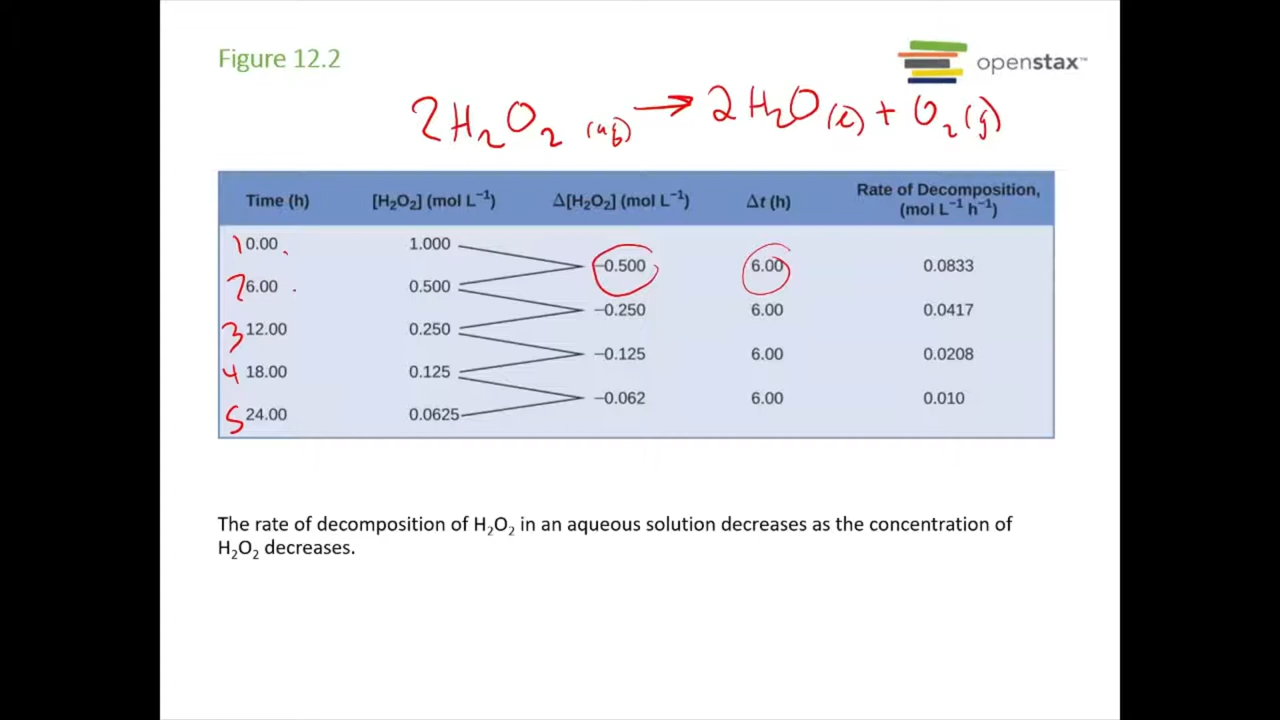 Figure 12.2
openstax™
2H₂O₂ (aq) → 2H₂O(l) + O₂(g)
Time (h) [H₂O₂] (mol L⁻¹) Δ[H₂O₂] (mol L⁻¹) Δt (h) Rate of Decomposition, (mol L⁻¹ h⁻¹)
1 0.00 1.000
−0.500 6.00 0.0833
2 6.00 0.500
−0.250 6.00 0.0417
3 12.00 0.250
−0.125 6.00 0.0208
4 18.00 0.125
−0.062 6.00 0.010
5 24.00 0.0625
The rate of decomposition of H₂O₂ in an aqueous solution decreases as the concentration of
H₂O₂ decreases.